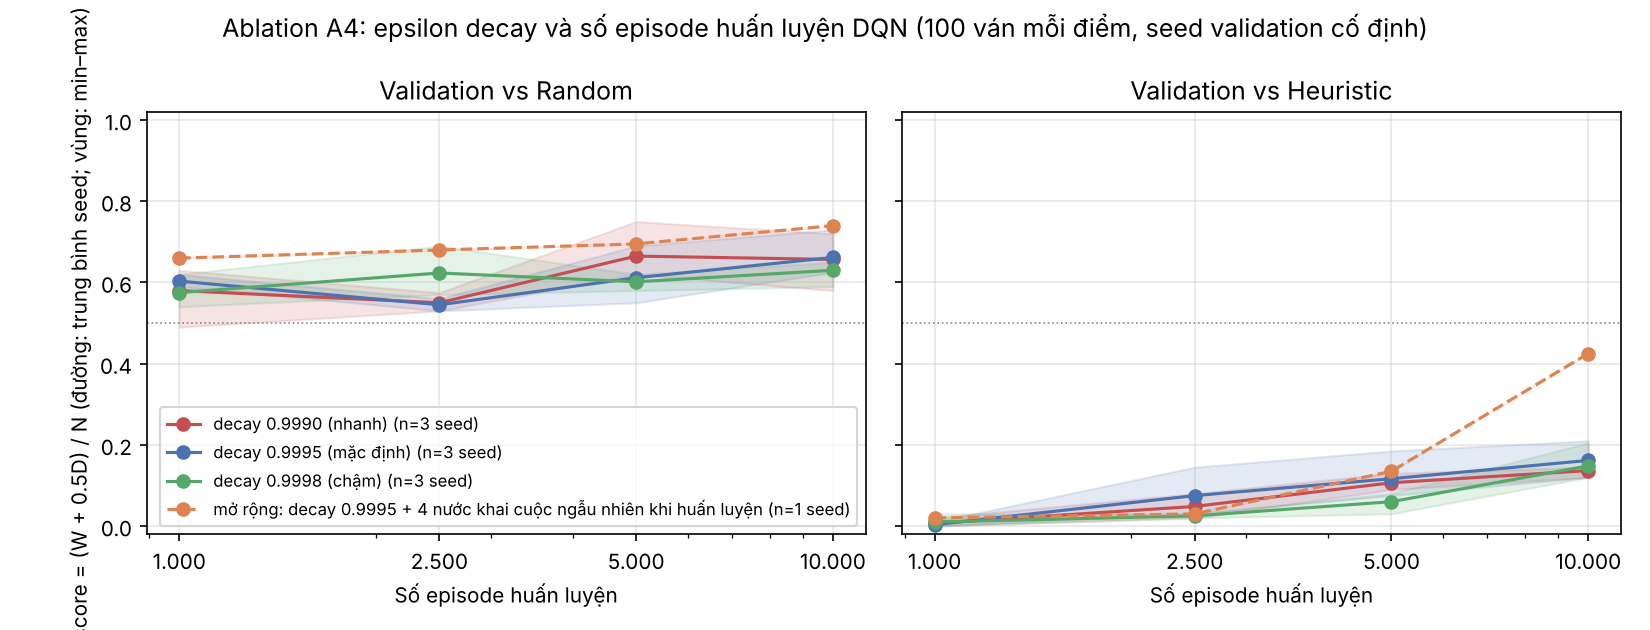 Ablation A4: epsilon decay và số episode huấn luyện DQN (100 ván mỗi điểm, seed validation cố định)
score = (W + 0.5D) / N (đường: trung bình seed; vùng: min–max)
Validation vs Random
1.0
0.8
0.6
0.4
0.2
0.0
decay 0.9990 (nhanh) (n=3 seed)
decay 0.9995 (mặc định) (n=3 seed)
decay 0.9998 (chậm) (n=3 seed)
mở rộng: decay 0.9995 + 4 nước khai cuộc ngẫu nhiên khi huấn luyện (n=1 seed)
1.000 2.500 5.000 10.000
Số episode huấn luyện
Validation vs Heuristic
1.000 2.500 5.000 10.000
Số episode huấn luyện